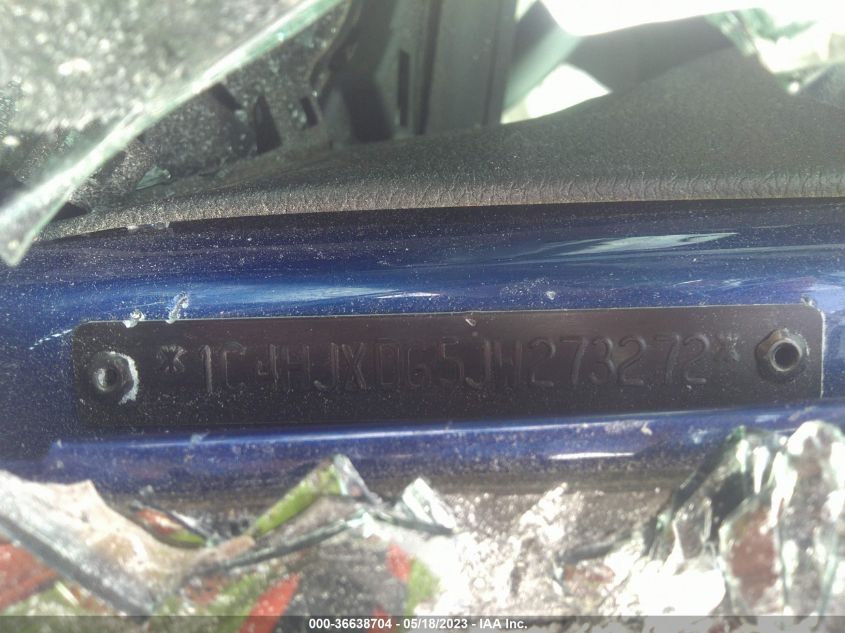 *1C4HJXDG5JW273272*
000-36638704 - 05/18/2023 - IAA Inc.